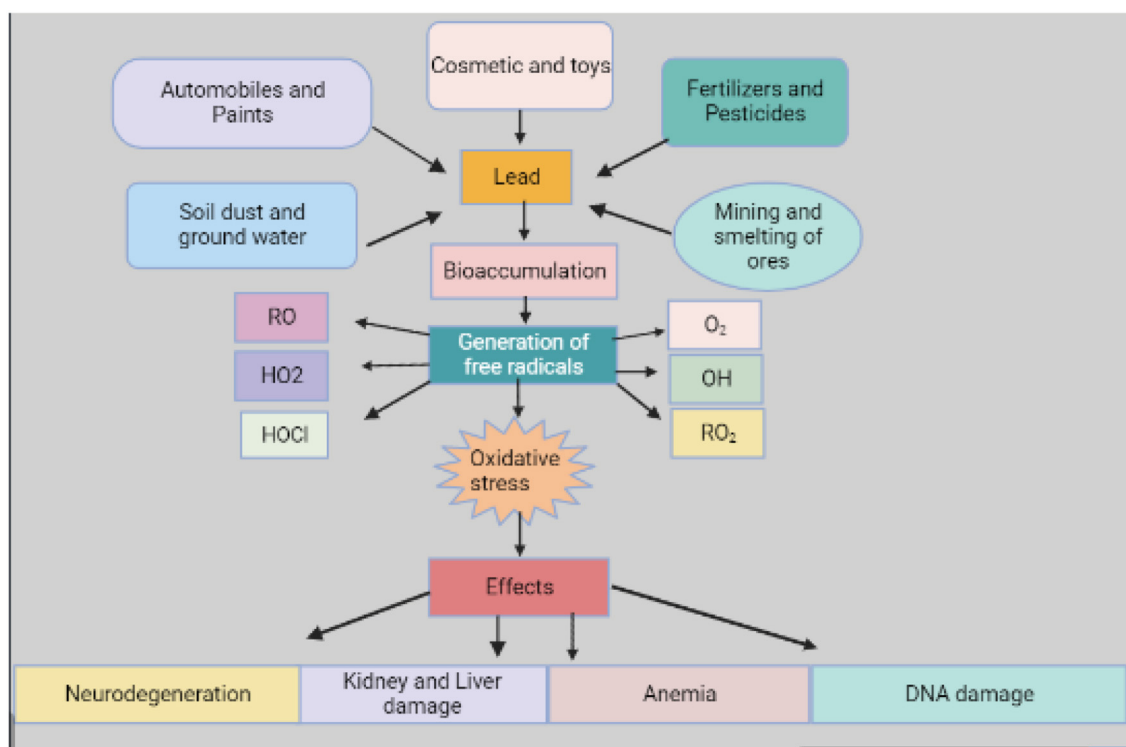 Cosmetic and toys
Automobiles and
Paints
Fertilizers and
Pesticides
Lead
Soil dust and
ground water
Mining and
smelting of
ores
Bioaccumulation
RO
Generation of
free radicals
O₂
HO2
OH
HOCl
RO₂
Oxidative
stress
Effects
Neurodegeneration
Kidney and Liver
damage
Anemia
DNA damage